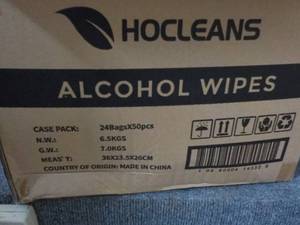 HOCLEANS
ALCOHOL WIPES
CASE PACK: 24BagsX50pcs
N.W.: 6.5KGS
G.W.: 7.0KGS
MEAS'T: 36X23.5X26CM
COUNTRY OF ORIGIN: MADE IN CHINA